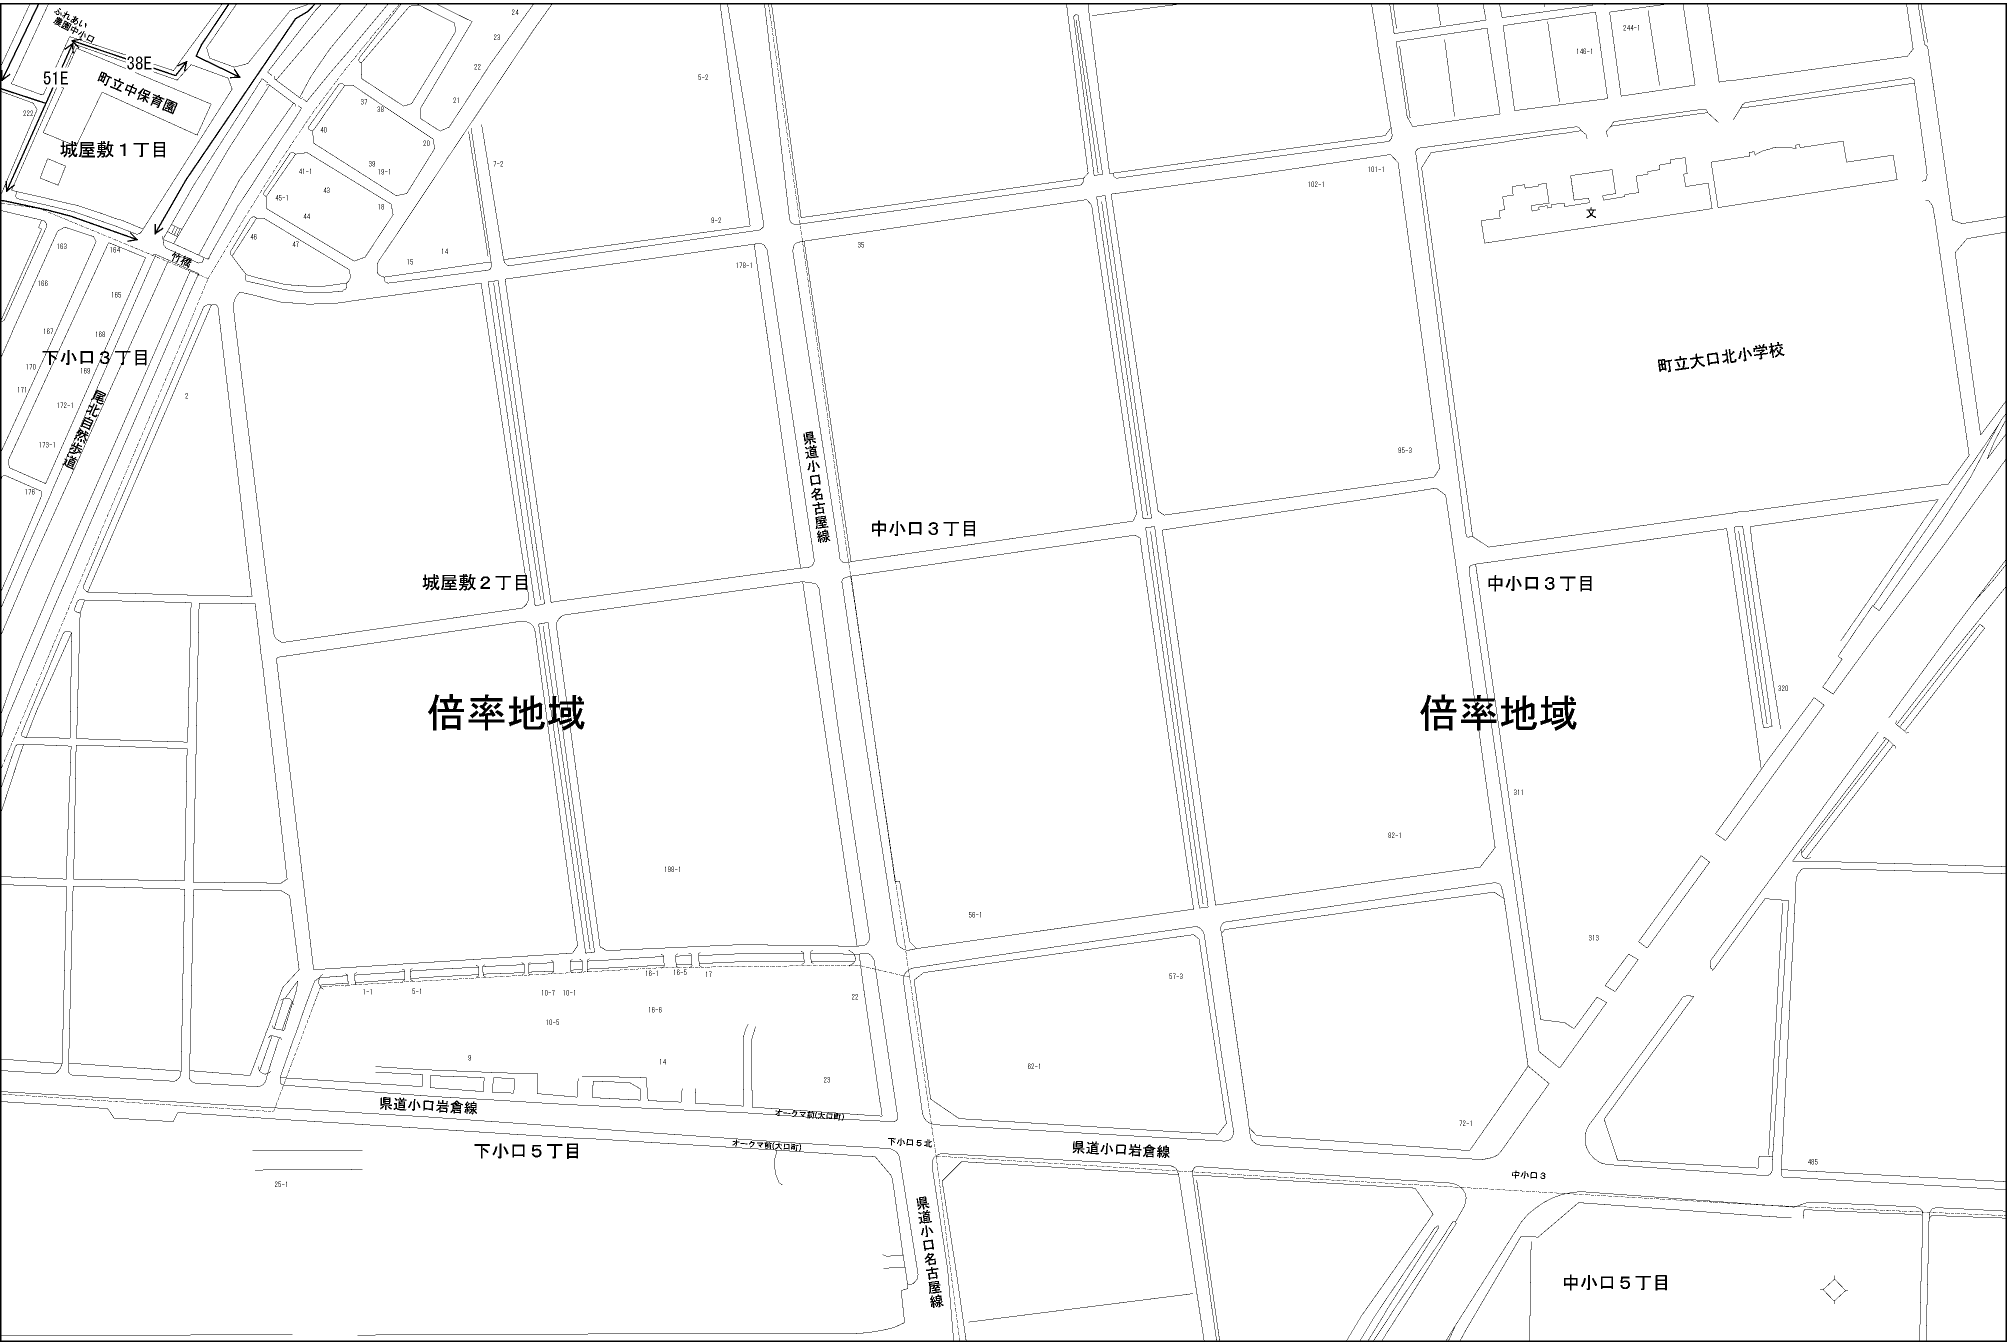 ふれあい
農園中小口
38E
51E
町立中保育園
222
城屋敷１丁目
24
23
22
21
37
38
40
20
39
19-1
41-1
43
45-1
44
18
46
47
5-2
7-2
9-2
14
15
146-1
244-1
101-1
102-1
文
町立大口北小学校
竹橋
163
164
166
165
167
168
下小口３丁目
170
169
171
172-1
173-1
176
尾北自然歩道
2
178-1
35
県道小口名古屋線
95-3
中小口３丁目
城屋敷２丁目
中小口３丁目
倍率地域
倍率地域
320
311
82-1
198-1
56-1
313
57-3
16-1
16-5
17
1-1
5-1
10-7
10-1
22
16-6
10-5
9
14
62-1
23
県道小口岩倉線
オークマ前(大口町)
72-1
下小口５丁目
オークマ前(大口町)
下小口５北
県道小口岩倉線
485
中小口３
25-1
県道小口名古屋線
中小口５丁目